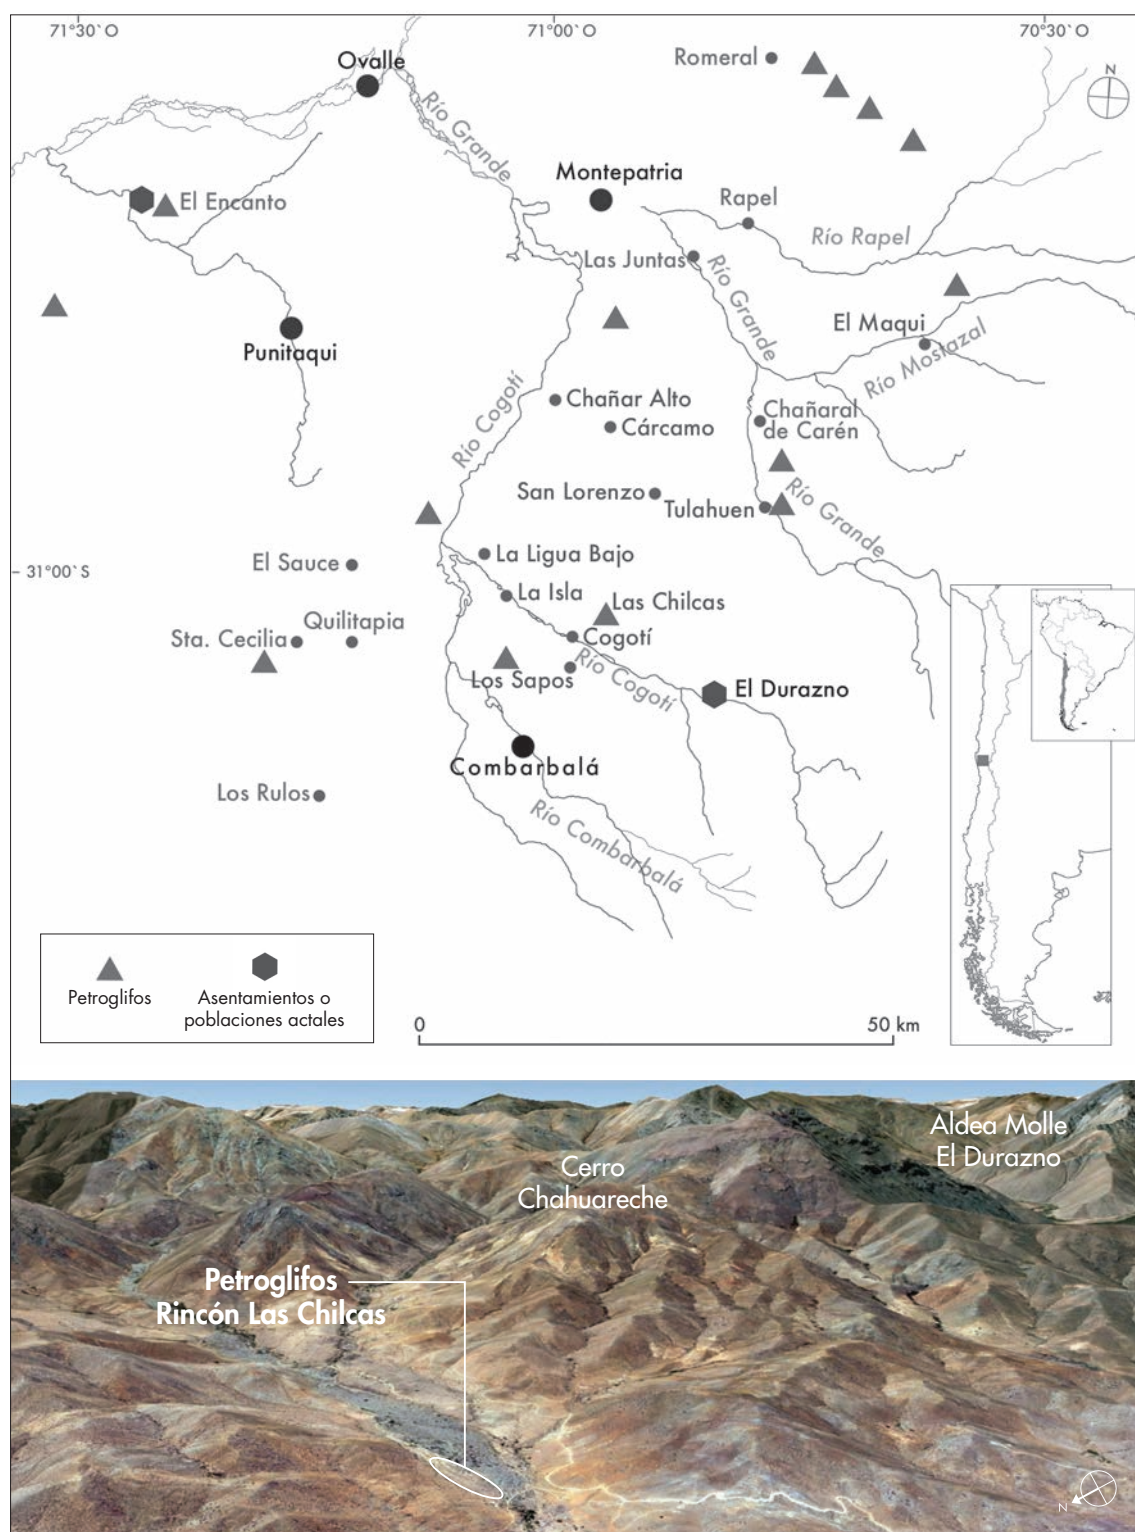 71°30`O
71°00`O
70°30`O
Ovalle
Romeral
N
Río Grande
Montepatria
El Encanto
Rapel
Río Rapel
Las Juntas
Río Grande
El Maqui
Río Mostazal
Punitaqui
Chañar Alto
Cárcamo
Chañaral
de Carén
Río Cogotí
San Lorenzo
Tulahuen
Río Grande
31°00`S
El Sauce
La Ligua Bajo
La Isla
Las Chilcas
Quilitapia
Sta. Cecilia
Cogotí
Los Sapos
Río Cogotí
El Durazno
Combarbalá
Los Rulos
Río Combarbalá
Petroglifos
Asentamientos o
poblaciones actales
0
50 km
Aldea Molle
El Durazno
Cerro
Chahuareche
Petroglifos
Rincón Las Chilcas
N